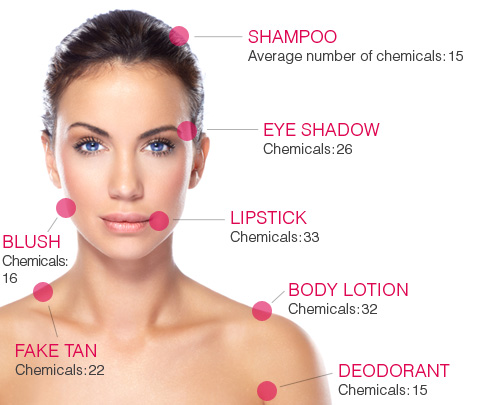 SHAMPOO
Average number of chemicals: 15
EYE SHADOW
Chemicals: 26
LIPSTICK
Chemicals: 33
BLUSH
Chemicals:
16
BODY LOTION
Chemicals: 32
FAKE TAN
Chemicals: 22
DEODORANT
Chemicals: 15